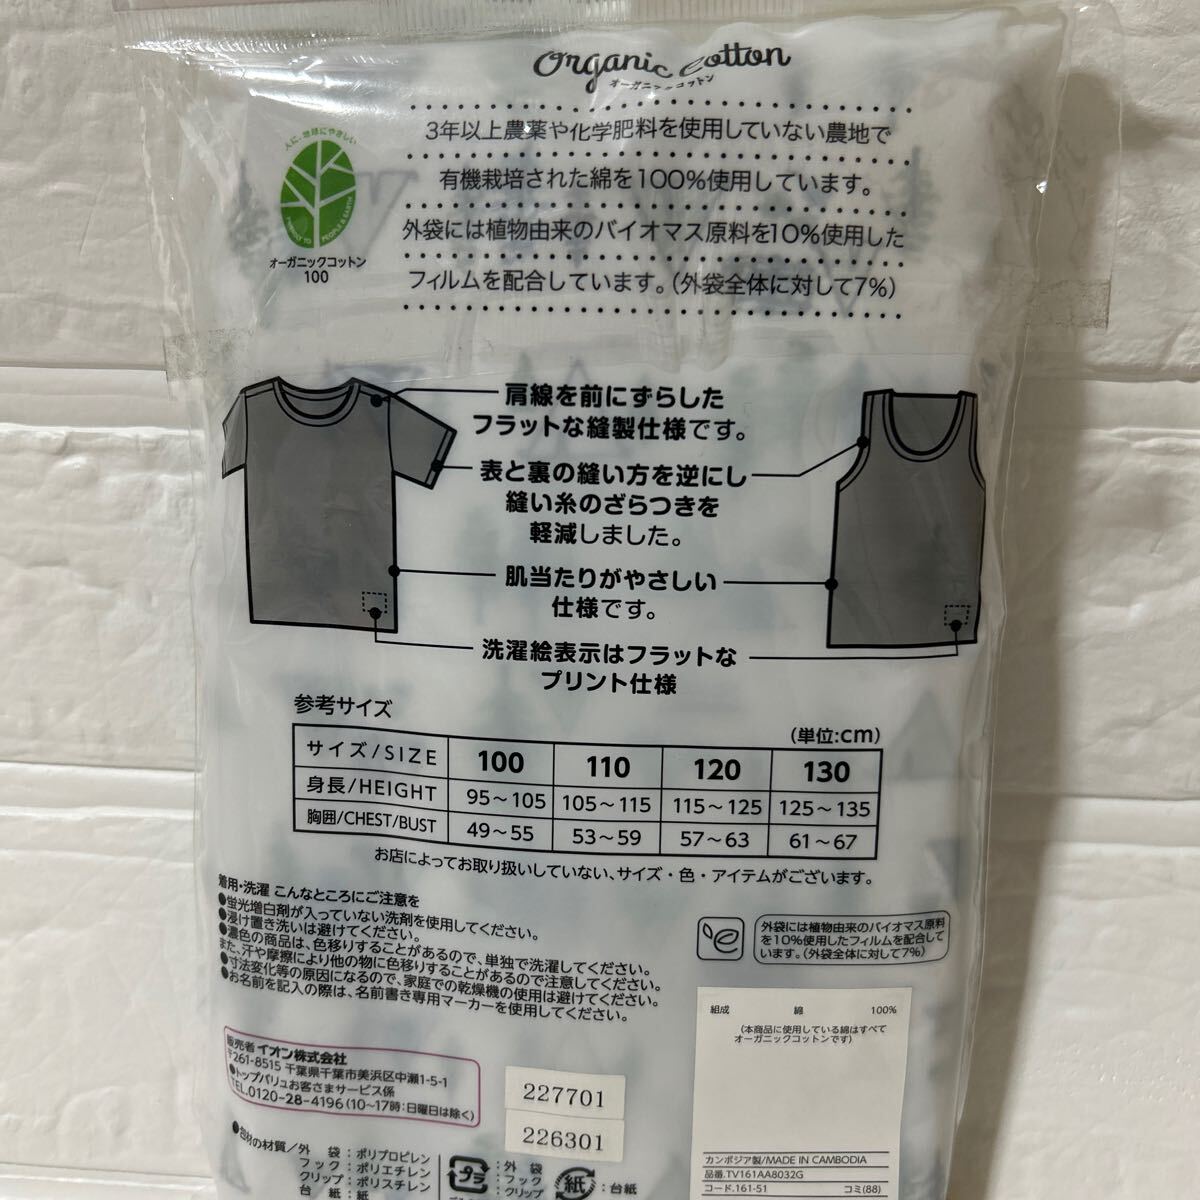 organic cotton
オーガニックコットン
3年以上農薬や化学肥料を使用していない農地で
有機栽培された綿を100%使用しています。
外袋には植物由来のバイオマス原料を10%使用した
フィルムを配合しています。(外袋全体に対して7%)
人に、地球にやさしい
FRIENDLY TO PEOPLE & EARTH
オーガニックコットン
100
肩線を前にずらした
フラットな縫製仕様です。
表と裏の縫い方を逆にし
縫い糸のざらつきを
軽減しました。
肌当たりがやさしい
仕様です。
洗濯絵表示はフラットな
プリント仕様
参考サイズ
(単位:cm)
サイズ/SIZE 100 110 120 130
身長/HEIGHT 95～105 105～115 115～125 125～135
胸囲/CHEST/BUST 49～55 53～59 57～63 61～67
お店によってお取り扱いしていない、サイズ・色・アイテムがございます。
着用・洗濯 こんなところにご注意を
●蛍光増白剤が入っていない洗剤を使用してください。
●浸け置き洗いは避けてください。
●濃色の商品は、色移りすることがあるので、単独で洗濯してください。
また、汗や摩擦により他の物に色移りすることがあるので注意してください。
●寸法変化等の原因になるので、家庭での乾燥機の使用は避けてください。
●お名前を記入の際は、名前書き専用マーカーを使用してください。
外袋には植物由来のバイオマス原料
を10%使用したフィルムを配合して
います。(外袋全体に対して7%)
販売者 イオン株式会社
〒261-8515 千葉県千葉市美浜区中瀬1-5-1
●トップバリュお客さまサービス係
TEL.0120-28-4196(10～17時:日曜日は除く)
227701
226301
組成 綿 100%
(本商品に使用している綿はすべて
オーガニックコットンです)
カンボジア製/MADE IN CAMBODIA
品番.TV161AA8032G
コード.161-51 コミ(88)
●包材の材質/外 袋:ポリプロピレン
フック:ポリエチレン
クリップ:ポリスチレン
台 紙:紙
プラ
:外 袋
:フック
:クリップ
紙
:台紙